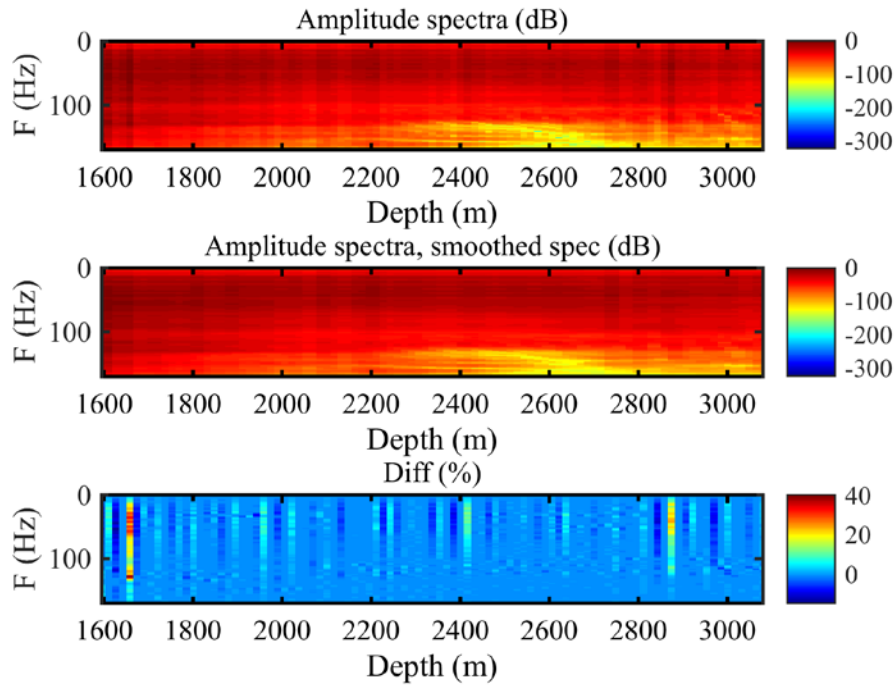 Amplitude spectra (dB)
F (Hz)
0
100
1600 1800 2000 2200 2400 2600 2800 3000
Depth (m)
0
-100
-200
-300
Amplitude spectra, smoothed spec (dB)
F (Hz)
0
100
1600 1800 2000 2200 2400 2600 2800 3000
Depth (m)
0
-100
-200
-300
Diff (%)
F (Hz)
0
100
1600 1800 2000 2200 2400 2600 2800 3000
Depth (m)
40
20
0